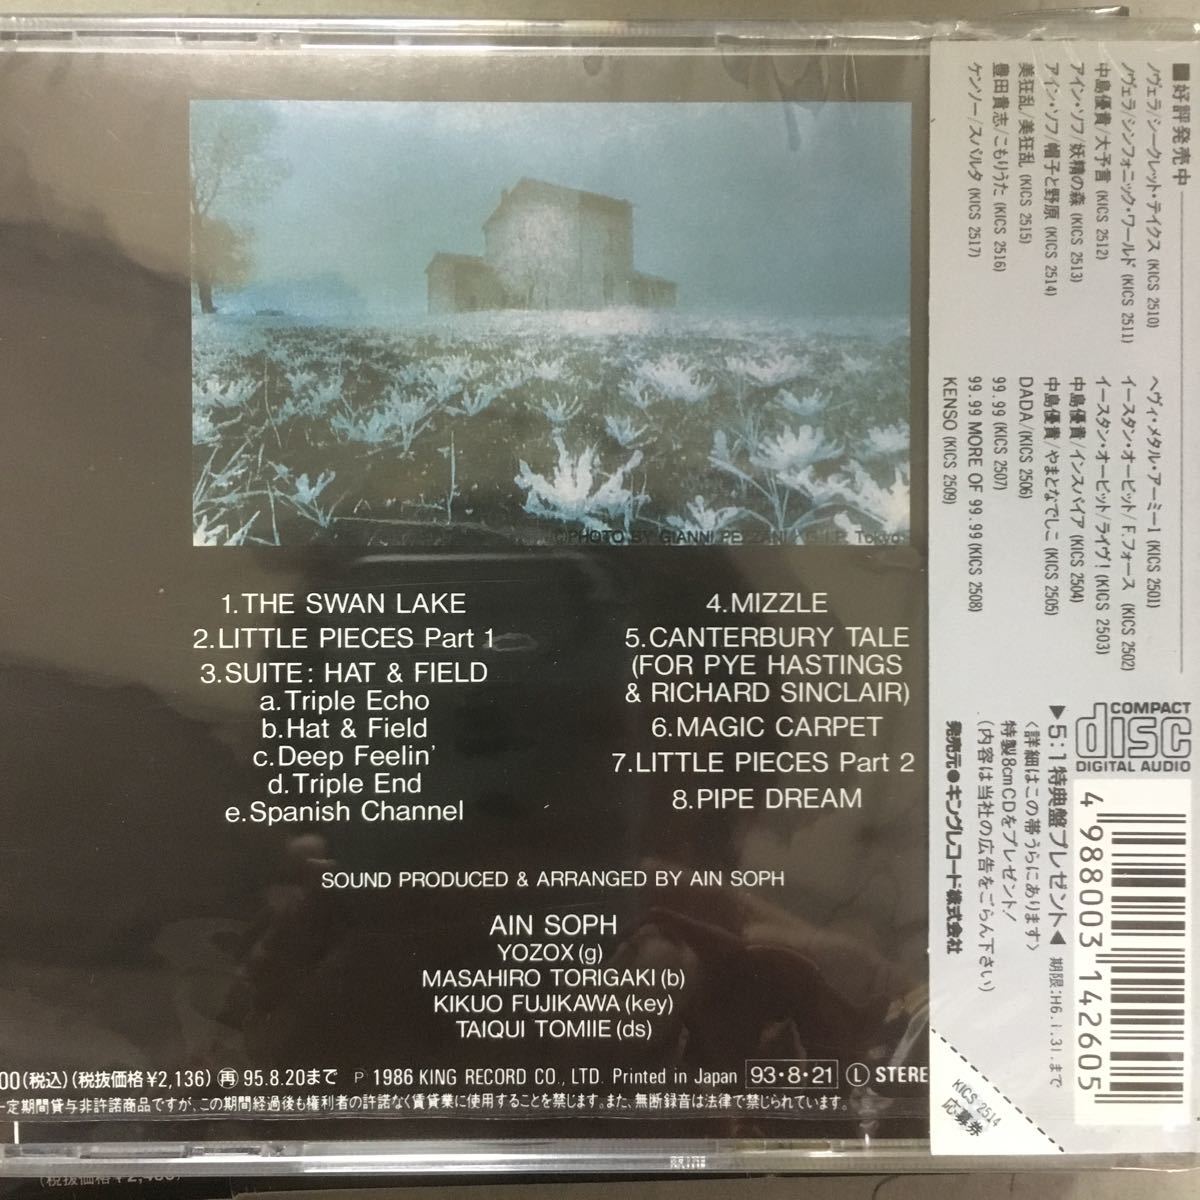 ©PHOTO BY GIANNI PEZZANI / G.I.P. Tokyo
1.THE SWAN LAKE
2.LITTLE PIECES Part 1
3.SUITE: HAT & FIELD
a.Triple Echo
b.Hat & Field
c.Deep Feelin'
d.Triple End
e.Spanish Channel
4.MIZZLE
5.CANTERBURY TALE
(FOR PYE HASTINGS
& RICHARD SINCLAIR)
6.MAGIC CARPET
7.LITTLE PIECES Part 2
8.PIPE DREAM
SOUND PRODUCED & ARRANGED BY AIN SOPH
AIN SOPH
YOZOX(g)
MASAHIRO TORIGAKI(b)
KIKUO FUJIKAWA(key)
TAIQUI TOMIIE(ds)
00(税込)(税抜価格¥2,136) 再 95.8.20まで P 1986 KING RECORD CO., LTD. Printed in Japan 93・8・21 L STERE
一定期間貸与非許諾商品ですが、この期間経過後も権利者の許諾なく賃貸業に使用することを禁じます。また、無断録音は法律で禁じられています。
■好評発売中
ノヴェラ/シークレット・テイクス (KICS 2510)
ノヴェラ/シンフォニック・ワールド (KICS 2511)
中島優貴/大予言 (KICS 2512)
アイン・ソフ/妖精の森 (KICS 2513)
アイン・ソフ/帽子と野原 (KICS 2514)
美狂乱/美狂乱 (KICS 2515)
豊田貴志/こもりうた (KICS 2516)
ケンソー/スパルタ (KICS 2517)
ヘヴィ・メタル・アーミー1 (KICS 2501)
イースタン・オービット/F.フォース (KICS 2502)
イースタン・オービット/ライヴ! (KICS 2503)
中島優貴 インスパイア (KICS 2504)
中島優貴/やまとなでしこ (KICS 2505)
DADA/(KICS 2506)
99.99 (KICS 2507)
99.99 MORE OF 99.99 (KICS 2508)
KENSO (KICS 2509)
COMPACT
disc
DIGITAL AUDIO
▶5:1特典盤プレゼント◀ 期限:H6.1.31.まで
〈詳細はこの帯うらにあります〉
特製8cmCDをプレゼント!
(内容は当社の広告をごらん下さい)
発売元●キングレコード株式会社
4 988003 142605
KICS 2514
応募券